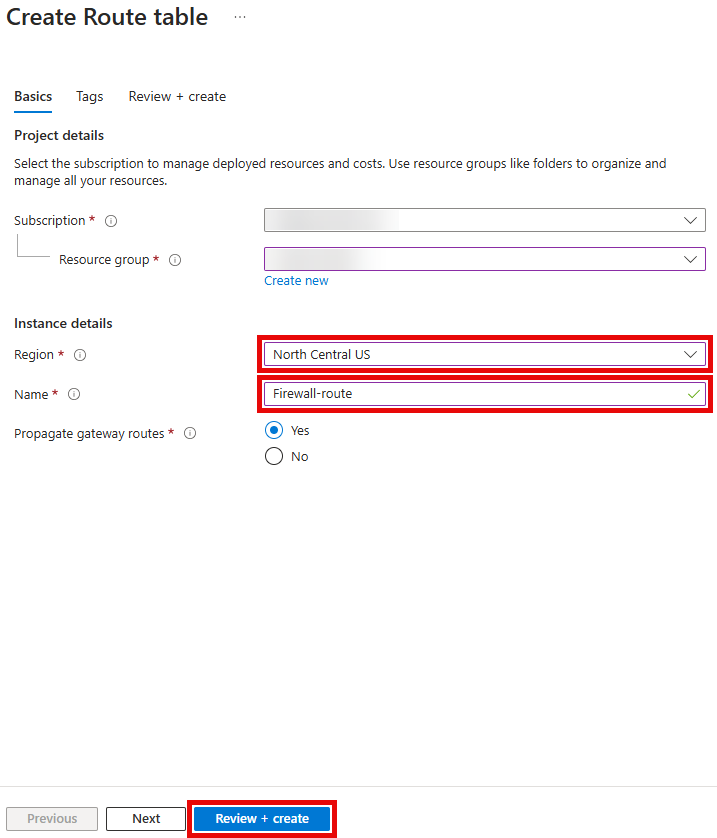 Create Route table ...
Basics Tags Review + create
Project details
Select the subscription to manage deployed resources and costs. Use resource groups like folders to organize and
manage all your resources.
Subscription *
Resource group *
Create new
Instance details
Region * North Central US
Name * Firewall-route
Propagate gateway routes * Yes
No
Previous Next Review + create